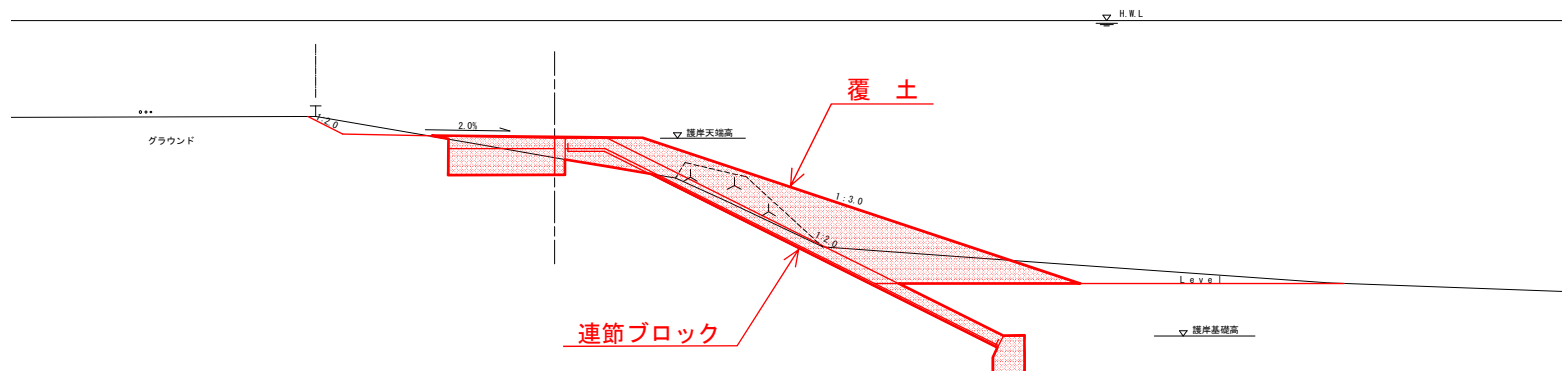 H.W.L
覆 土
1:2.0
グラウンド
2.0%
護岸天端高
1:3.0
1:2.0
Level
連節ブロック
護岸基礎高